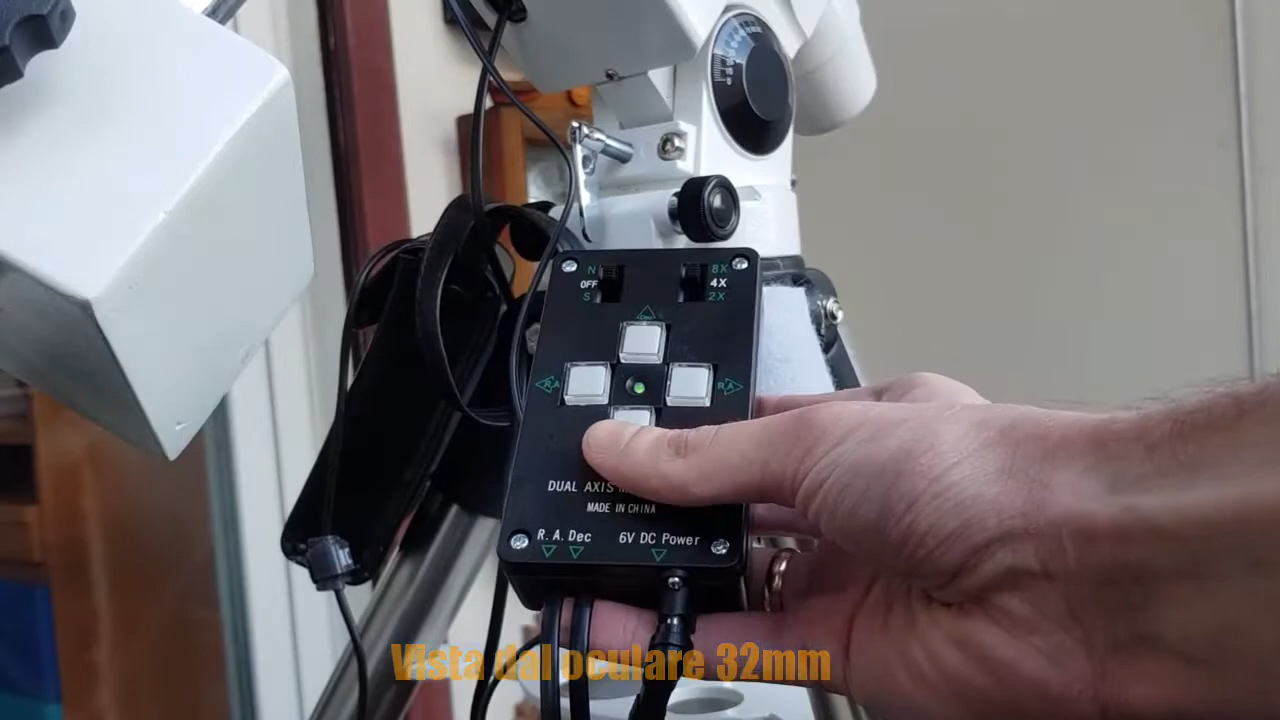 N 8X
OFF 4X
S 2X
Dec
R.A R.A
DUAL AXIS
MADE IN CHINA
R.A. Dec 6V DC Power
Vista dal oculare 32mm